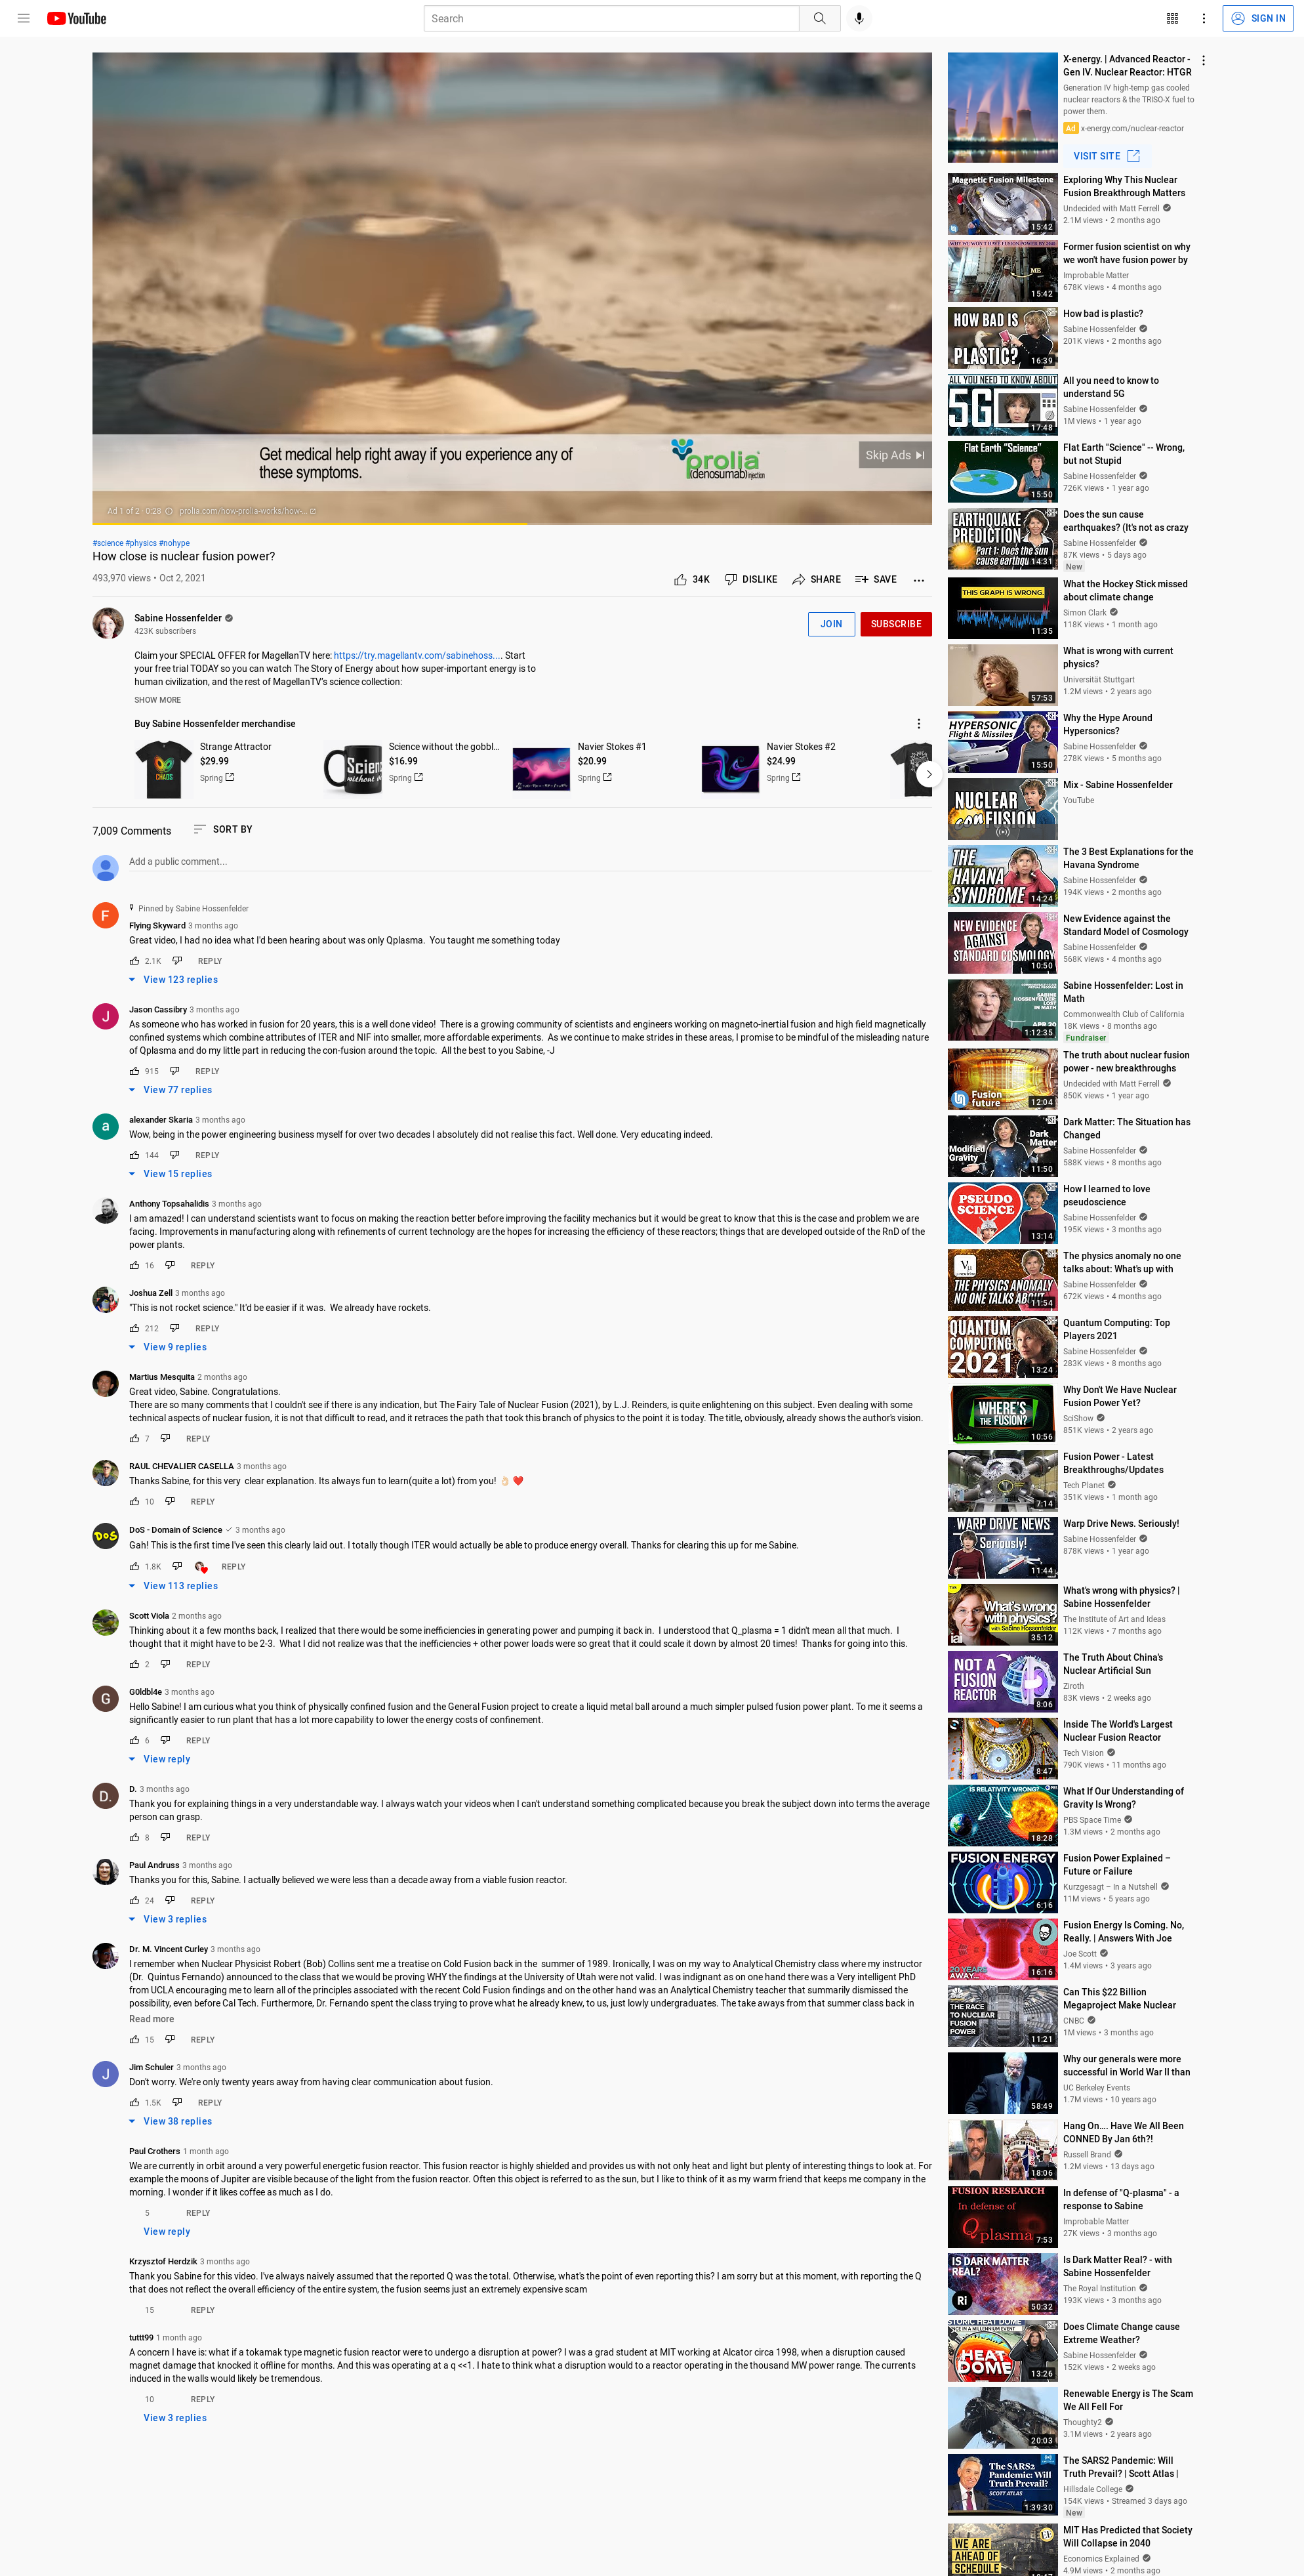 YouTube
Search
SIGN IN
Get medical help right away if you experience any of
these symptoms.
prolia
(denosumab) injection
Skip Ads
Ad 1 of 2 · 0:28
prolia.com/how-prolia-works/how-...
#science #physics #nohype
How close is nuclear fusion power?
493,970 views • Oct 2, 2021
34K
DISLIKE
SHARE
SAVE
Sabine Hossenfelder
423K subscribers
JOIN
SUBSCRIBE
Claim your SPECIAL OFFER for MagellanTV here: https://try.magellantv.com/sabinehoss.... Start
your free trial TODAY so you can watch The Story of Energy about how super-important energy is to
human civilization, and the rest of MagellanTV's science collection:
SHOW MORE
Buy Sabine Hossenfelder merchandise
Strange Attractor
$29.99
Spring
Science without the gobbl...
$16.99
Spring
Navier Stokes #1
$20.99
Spring
Navier Stokes #2
$24.99
Spring
7,009 Comments
SORT BY
Add a public comment...
Pinned by Sabine Hossenfelder
Flying Skyward 3 months ago
Great video, I had no idea what I'd been hearing about was only Qplasma.  You taught me something today
2.1K REPLY
View 123 replies
Jason Cassibry 3 months ago
As someone who has worked in fusion for 20 years, this is a well done video!  There is a growing community of scientists and engineers working on magneto-inertial fusion and high field magnetically
confined systems which combine attributes of ITER and NIF into smaller, more affordable experiments.  As we continue to make strides in these areas, I promise to be mindful of the misleading nature
of Qplasma and do my little part in reducing the con-fusion around the topic.  All the best to you Sabine, -J
915 REPLY
View 77 replies
alexander Skaria 3 months ago
Wow, being in the power engineering business myself for over two decades I absolutely did not realise this fact. Well done. Very educating indeed.
144 REPLY
View 15 replies
Anthony Topsahalidis 3 months ago
I am amazed! I can understand scientists want to focus on making the reaction better before improving the facility mechanics but it would be great to know that this is the case and problem we are
facing. Improvements in manufacturing along with refinements of current technology are the hopes for increasing the efficiency of these reactors; things that are developed outside of the RnD of the
power plants.
16 REPLY
Joshua Zell 3 months ago
"This is not rocket science." It'd be easier if it was.  We already have rockets.
212 REPLY
View 9 replies
Martius Mesquita 2 months ago
Great video, Sabine. Congratulations.
There are so many comments that I couldn't see if there is any indication, but The Fairy Tale of Nuclear Fusion (2021), by L.J. Reinders, is quite enlightening on this subject. Even dealing with some
technical aspects of nuclear fusion, it is not that difficult to read, and it retraces the path that took this branch of physics to the point it is today. The title, obviously, already shows the author's vision.
7 REPLY
RAUL CHEVALIER CASELLA 3 months ago
Thanks Sabine, for this very  clear explanation. Its always fun to learn(quite a lot) from you! 👌🏻 ❤️
10 REPLY
DoS - Domain of Science 3 months ago
Gah! This is the first time I've seen this clearly laid out. I totally though ITER would actually be able to produce energy overall. Thanks for clearing this up for me Sabine.
1.8K REPLY
View 113 replies
Scott Viola 2 months ago
Thinking about it a few months back, I realized that there would be some inefficiencies in generating power and pumping it back in.  I understood that Q_plasma = 1 didn't mean all that much.  I
thought that it might have to be 2-3.  What I did not realize was that the inefficiencies + other power loads were so great that it could scale it down by almost 20 times!  Thanks for going into this.
2 REPLY
G0ldbl4e 3 months ago
Hello Sabine! I am curious what you think of physically confined fusion and the General Fusion project to create a liquid metal ball around a much simpler pulsed fusion power plant. To me it seems a
significantly easier to run plant that has a lot more capability to lower the energy costs of confinement.
6 REPLY
View reply
D. 3 months ago
Thank you for explaining things in a very understandable way. I always watch your videos when I can't understand something complicated because you break the subject down into terms the average
person can grasp.
8 REPLY
Paul Andruss 3 months ago
Thanks you for this, Sabine. I actually believed we were less than a decade away from a viable fusion reactor.
24 REPLY
View 3 replies
Dr. M. Vincent Curley 3 months ago
I remember when Nuclear Physicist Robert (Bob) Collins sent me a treatise on Cold Fusion back in the  summer of 1989. Ironically, I was on my way to Analytical Chemistry class where my instructor
(Dr.  Quintus Fernando) announced to the class that we would be proving WHY the findings at the University of Utah were not valid. I was indignant as on one hand there was a Very intelligent PhD
from UCLA encouraging me to learn all of the principles associated with the recent Cold Fusion findings and on the other hand was an Analytical Chemistry teacher that summarily dismissed the
possibility, even before Cal Tech. Furthermore, Dr. Fernando spent the class trying to prove what he already knew, to us, just lowly undergraduates. The take aways from that summer class back in
Read more
15 REPLY
Jim Schuler 3 months ago
Don't worry. We're only twenty years away from having clear communication about fusion.
1.5K REPLY
View 38 replies
Paul Crothers 1 month ago
We are currently in orbit around a very powerful energetic fusion reactor. This fusion reactor is highly shielded and provides us with not only heat and light but plenty of interesting things to look at. For
example the moons of Jupiter are visible because of the light from the fusion reactor. Often this object is referred to as the sun, but I like to think of it as my warm friend that keeps me company in the
morning. I wonder if it likes coffee as much as I do.
5 REPLY
View reply
Krzysztof Herdzik 3 months ago
Thank you Sabine for this video. I've always naively assumed that the reported Q was the total. Otherwise, what's the point of even reporting this? I am sorry but at this moment, with reporting the Q
that does not reflect the overall efficiency of the entire system, the fusion seems just an extremely expensive scam
15 REPLY
tuttt99 1 month ago
A concern I have is: what if a tokamak type magnetic fusion reactor were to undergo a disruption at power? I was a grad student at MIT working at Alcator circa 1998, when a disruption caused
magnet damage that knocked it offline for months. And this was operating at a q <<1. I hate to think what a disruption would to a reactor operating in the thousand MW power range. The currents
induced in the walls would likely be tremendous.
10 REPLY
View 3 replies
X-energy. | Advanced Reactor -
Gen IV. Nuclear Reactor: HTGR
Generation IV high-temp gas cooled
nuclear reactors & the TRISO-X fuel to
power them.
Ad x-energy.com/nuclear-reactor
VISIT SITE
Magnetic Fusion Milestone
15:42
Exploring Why This Nuclear
Fusion Breakthrough Matters
Undecided with Matt Ferrell
2.1M views • 2 months ago
ME
15:42
Former fusion scientist on why
we won't have fusion power by
Improbable Matter
678K views • 4 months ago
HOW BAD IS
PLASTIC?
16:39
How bad is plastic?
Sabine Hossenfelder
201K views • 2 months ago
ALL YOU NEED TO KNOW ABOUT
5G
17:48
All you need to know to
understand 5G
Sabine Hossenfelder
1M views • 1 year ago
Flat Earth "Science"
15:50
Flat Earth "Science" -- Wrong,
but not Stupid
Sabine Hossenfelder
726K views • 1 year ago
EARTHQUAKE
PREDICTION
Part 1: Does the sun
cause earthqu
14:31
Does the sun cause
earthquakes? (It's not as crazy
Sabine Hossenfelder
87K views • 5 days ago
New
THIS GRAPH IS WRONG.
11:35
What the Hockey Stick missed
about climate change
Simon Clark
118K views • 1 month ago
57:53
What is wrong with current
physics?
Universität Stuttgart
1.2M views • 2 years ago
HYPERSONIC
Flight & Missiles
15:50
Why the Hype Around
Hypersonics?
Sabine Hossenfelder
278K views • 5 months ago
NUCLEAR
conFUSION
Mix - Sabine Hossenfelder
YouTube
THE
HAVANA
SYNDROME
14:24
The 3 Best Explanations for the
Havana Syndrome
Sabine Hossenfelder
194K views • 2 months ago
NEW EVIDENCE
AGAINST
STANDARD COSMOLOGY
10:50
New Evidence against the
Standard Model of Cosmology
Sabine Hossenfelder
568K views • 4 months ago
SABINE
HOSSENFELDER:
LOST
IN MATH
APR 20
1:12:35
Sabine Hossenfelder: Lost in
Math
Commonwealth Club of California
18K views • 8 months ago
Fundraiser
Fusion
future
12:04
The truth about nuclear fusion
power - new breakthroughs
Undecided with Matt Ferrell
850K views • 1 year ago
Modified
Gravity
Dark
Matter
11:50
Dark Matter: The Situation has
Changed
Sabine Hossenfelder
588K views • 8 months ago
PSEUDO
SCIENCE
13:14
How I learned to love
pseudoscience
Sabine Hossenfelder
195K views • 3 months ago
THE PHYSICS ANOMALY
NO ONE TALKS ABOUT
11:54
The physics anomaly no one
talks about: What's up with
Sabine Hossenfelder
672K views • 4 months ago
QUANTUM
COMPUTING
2021
13:24
Quantum Computing: Top
Players 2021
Sabine Hossenfelder
283K views • 8 months ago
WHERE'S
THE FUSION?
10:56
Why Don't We Have Nuclear
Fusion Power Yet?
SciShow
851K views • 2 years ago
7:14
Fusion Power - Latest
Breakthroughs/Updates
Tech Planet
351K views • 1 month ago
WARP DRIVE NEWS
Seriously!
11:44
Warp Drive News. Seriously!
Sabine Hossenfelder
878K views • 1 year ago
What's wrong
with physics?
with Sabine Hossenfelder
iai
35:12
What's wrong with physics? |
Sabine Hossenfelder
The Institute of Art and Ideas
112K views • 7 months ago
NOT A
FUSION
REACTOR
8:06
The Truth About China's
Nuclear Artificial Sun
Ziroth
83K views • 2 weeks ago
8:47
Inside The World's Largest
Nuclear Fusion Reactor
Tech Vision
790K views • 11 months ago
IS RELATIVITY WRONG?
18:28
What If Our Understanding of
Gravity Is Wrong?
PBS Space Time
1.3M views • 2 months ago
FUSION ENERGY
6:16
Fusion Power Explained –
Future or Failure
Kurzgesagt – In a Nutshell
11M views • 5 years ago
20 YEARS
AWAY...
16:16
Fusion Energy Is Coming. No,
Really. | Answers With Joe
Joe Scott
1.4M views • 3 years ago
THE RACE
TO NUCLEAR
FUSION
POWER
11:21
Can This $22 Billion
Megaproject Make Nuclear
CNBC
1M views • 3 months ago
58:49
Why our generals were more
successful in World War II than
UC Berkeley Events
1.7M views • 10 years ago
18:06
Hang On.... Have We All Been
CONNED By Jan 6th?!
Russell Brand
1.2M views • 13 days ago
FUSION RESEARCH
In defense of
Q plasma
7:53
In defense of "Q-plasma" - a
response to Sabine
Improbable Matter
27K views • 3 months ago
IS DARK MATTER
REAL?
Ri
50:32
Is Dark Matter Real? - with
Sabine Hossenfelder
The Royal Institution
193K views • 3 months ago
HEAT
DOME
13:26
Does Climate Change cause
Extreme Weather?
Sabine Hossenfelder
152K views • 2 weeks ago
20:03
Renewable Energy is The Scam
We All Fell For
Thoughty2
3.1M views • 2 years ago
THE SARS2
PANDEMIC: WILL
TRUTH PREVAIL?
SCOTT ATLAS
1:39:30
The SARS2 Pandemic: Will
Truth Prevail? | Scott Atlas |
Hillsdale College
154K views • Streamed 3 days ago
New
WE ARE
AHEAD OF
SCHEDULE
MIT Has Predicted that Society
Will Collapse in 2040
Economics Explained
4.9M views • 2 months ago